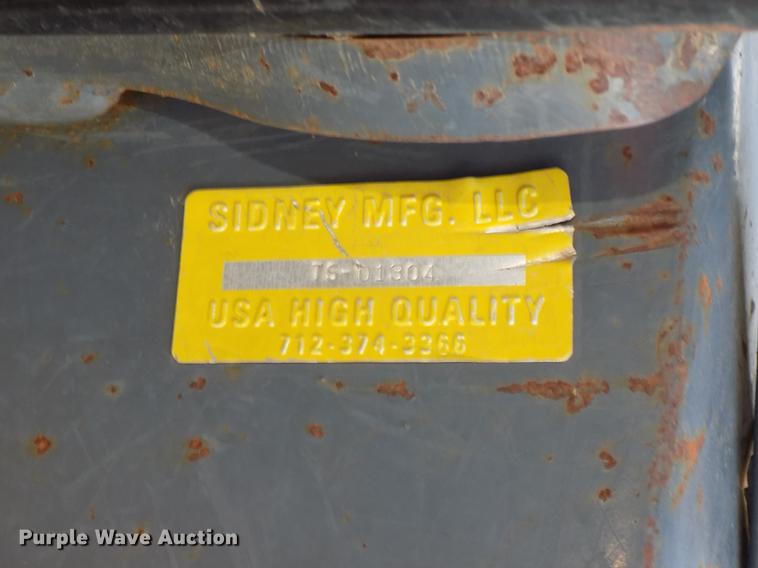 SIDNEY MFG. LLC
TS-01304
USA HIGH QUALITY
712-374-3366
Purple Wave Auction